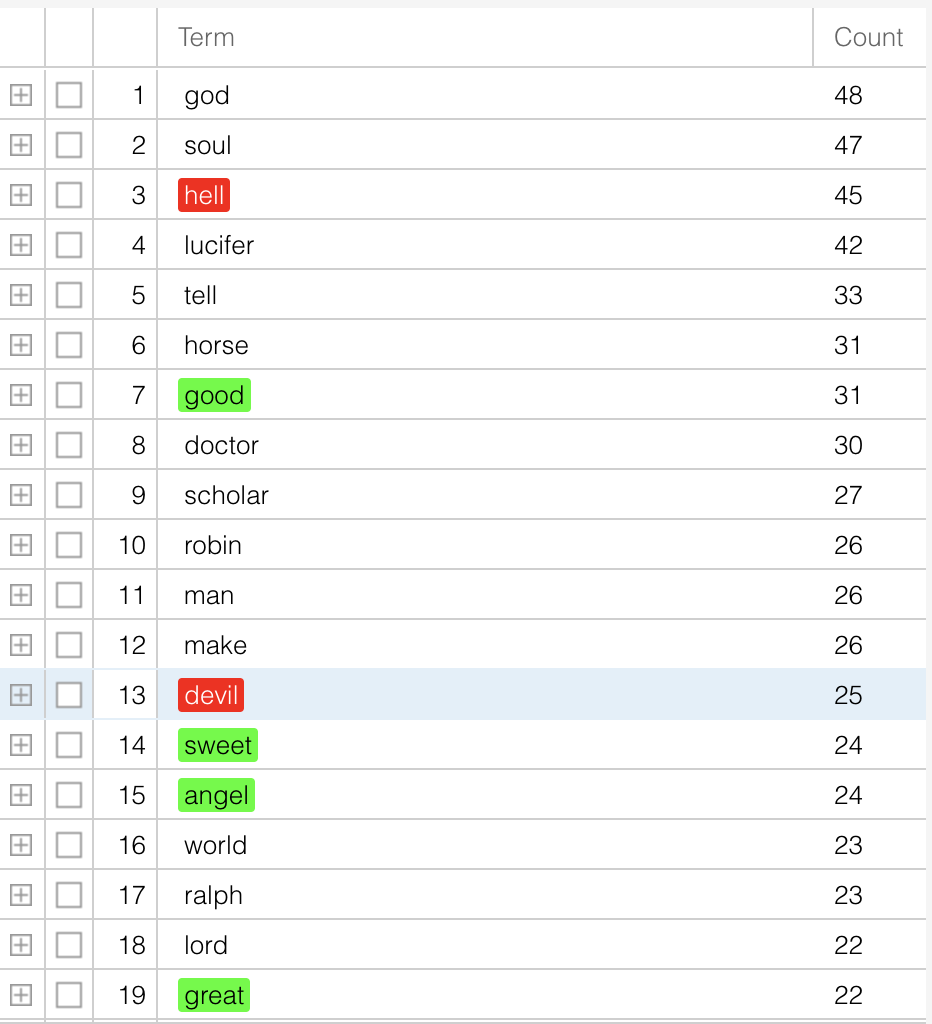 Term Count
1 god 48
2 soul 47
3 hell 45
4 lucifer 42
5 tell 33
6 horse 31
7 good 31
8 doctor 30
9 scholar 27
10 robin 26
11 man 26
12 make 26
13 devil 25
14 sweet 24
15 angel 24
16 world 23
17 ralph 23
18 lord 22
19 great 22